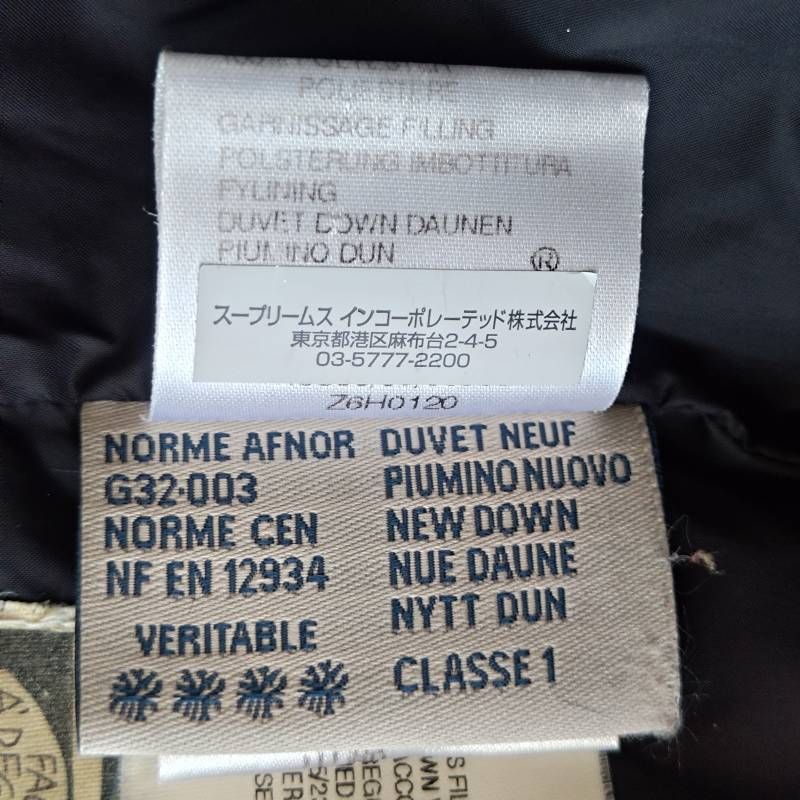 POLIESTERE
GARNISSAGE FILLING
POLSTERUNG IMBOTTITURA
FYLINING
DUVET DOWN DAUNEN
PIUMINO DUN ®
スープリームス インコーポレーテッド株式会社
東京都港区麻布台2-4-5
03-5777-2200
Z6H0120
NORME AFNOR
G32-003
NORME CEN
NF EN 12934
VERITABLE
DUVET NEUF
PIUMINO NUOVO
NEW DOWN
NUE DAUNE
NYTT DUN
CLASSE 1